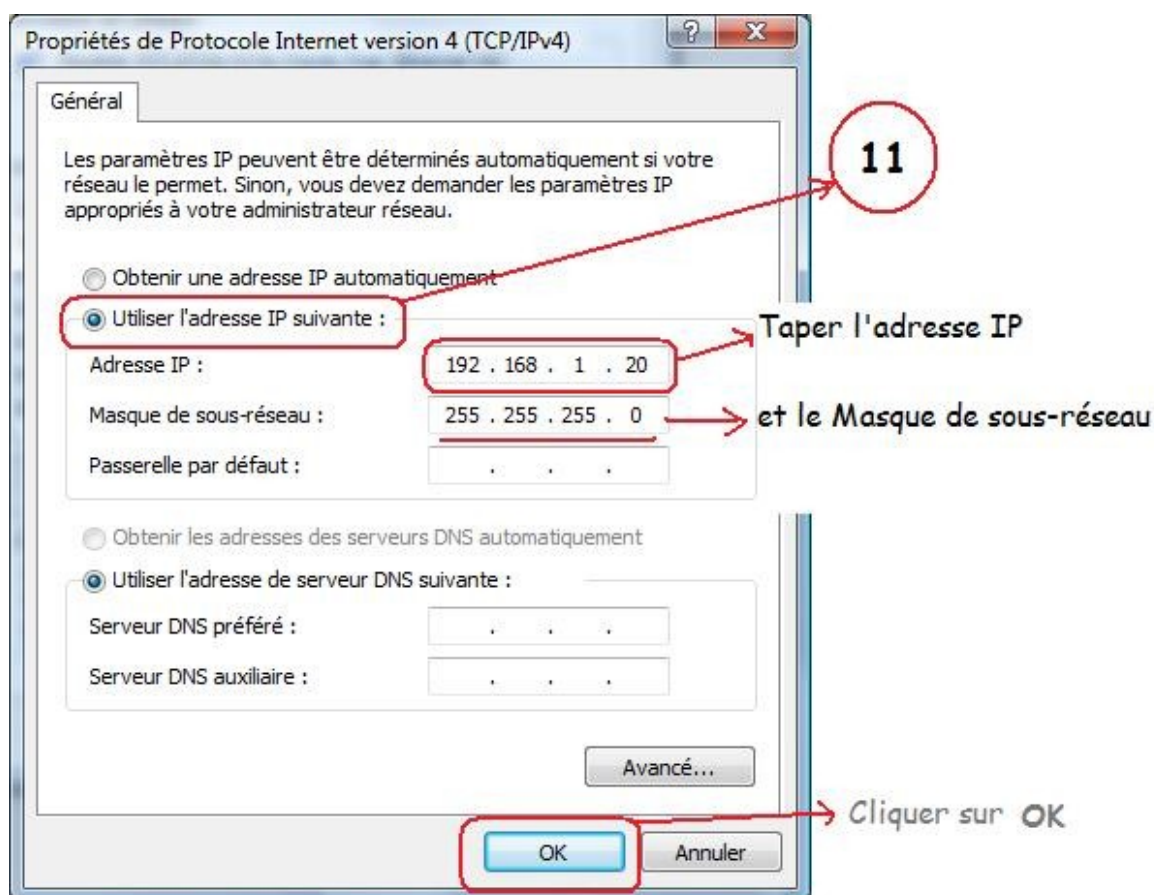 Propriétés de Protocole Internet version 4 (TCP/IPv4)
?
X
Général
Les paramètres IP peuvent être déterminés automatiquement si votre
réseau le permet. Sinon, vous devez demander les paramètres IP
appropriés à votre administrateur réseau.
11
Obtenir une adresse IP automatiquement
Utiliser l'adresse IP suivante :
Adresse IP : 192 . 168 . 1 . 20
Taper l'adresse IP
Masque de sous-réseau : 255 . 255 . 255 . 0
et le Masque de sous-réseau
Passerelle par défaut : . . .
Obtenir les adresses des serveurs DNS automatiquement
Utiliser l'adresse de serveur DNS suivante :
Serveur DNS préféré : . . .
Serveur DNS auxiliaire : . . .
Avancé...
Cliquer sur OK
OK
Annuler